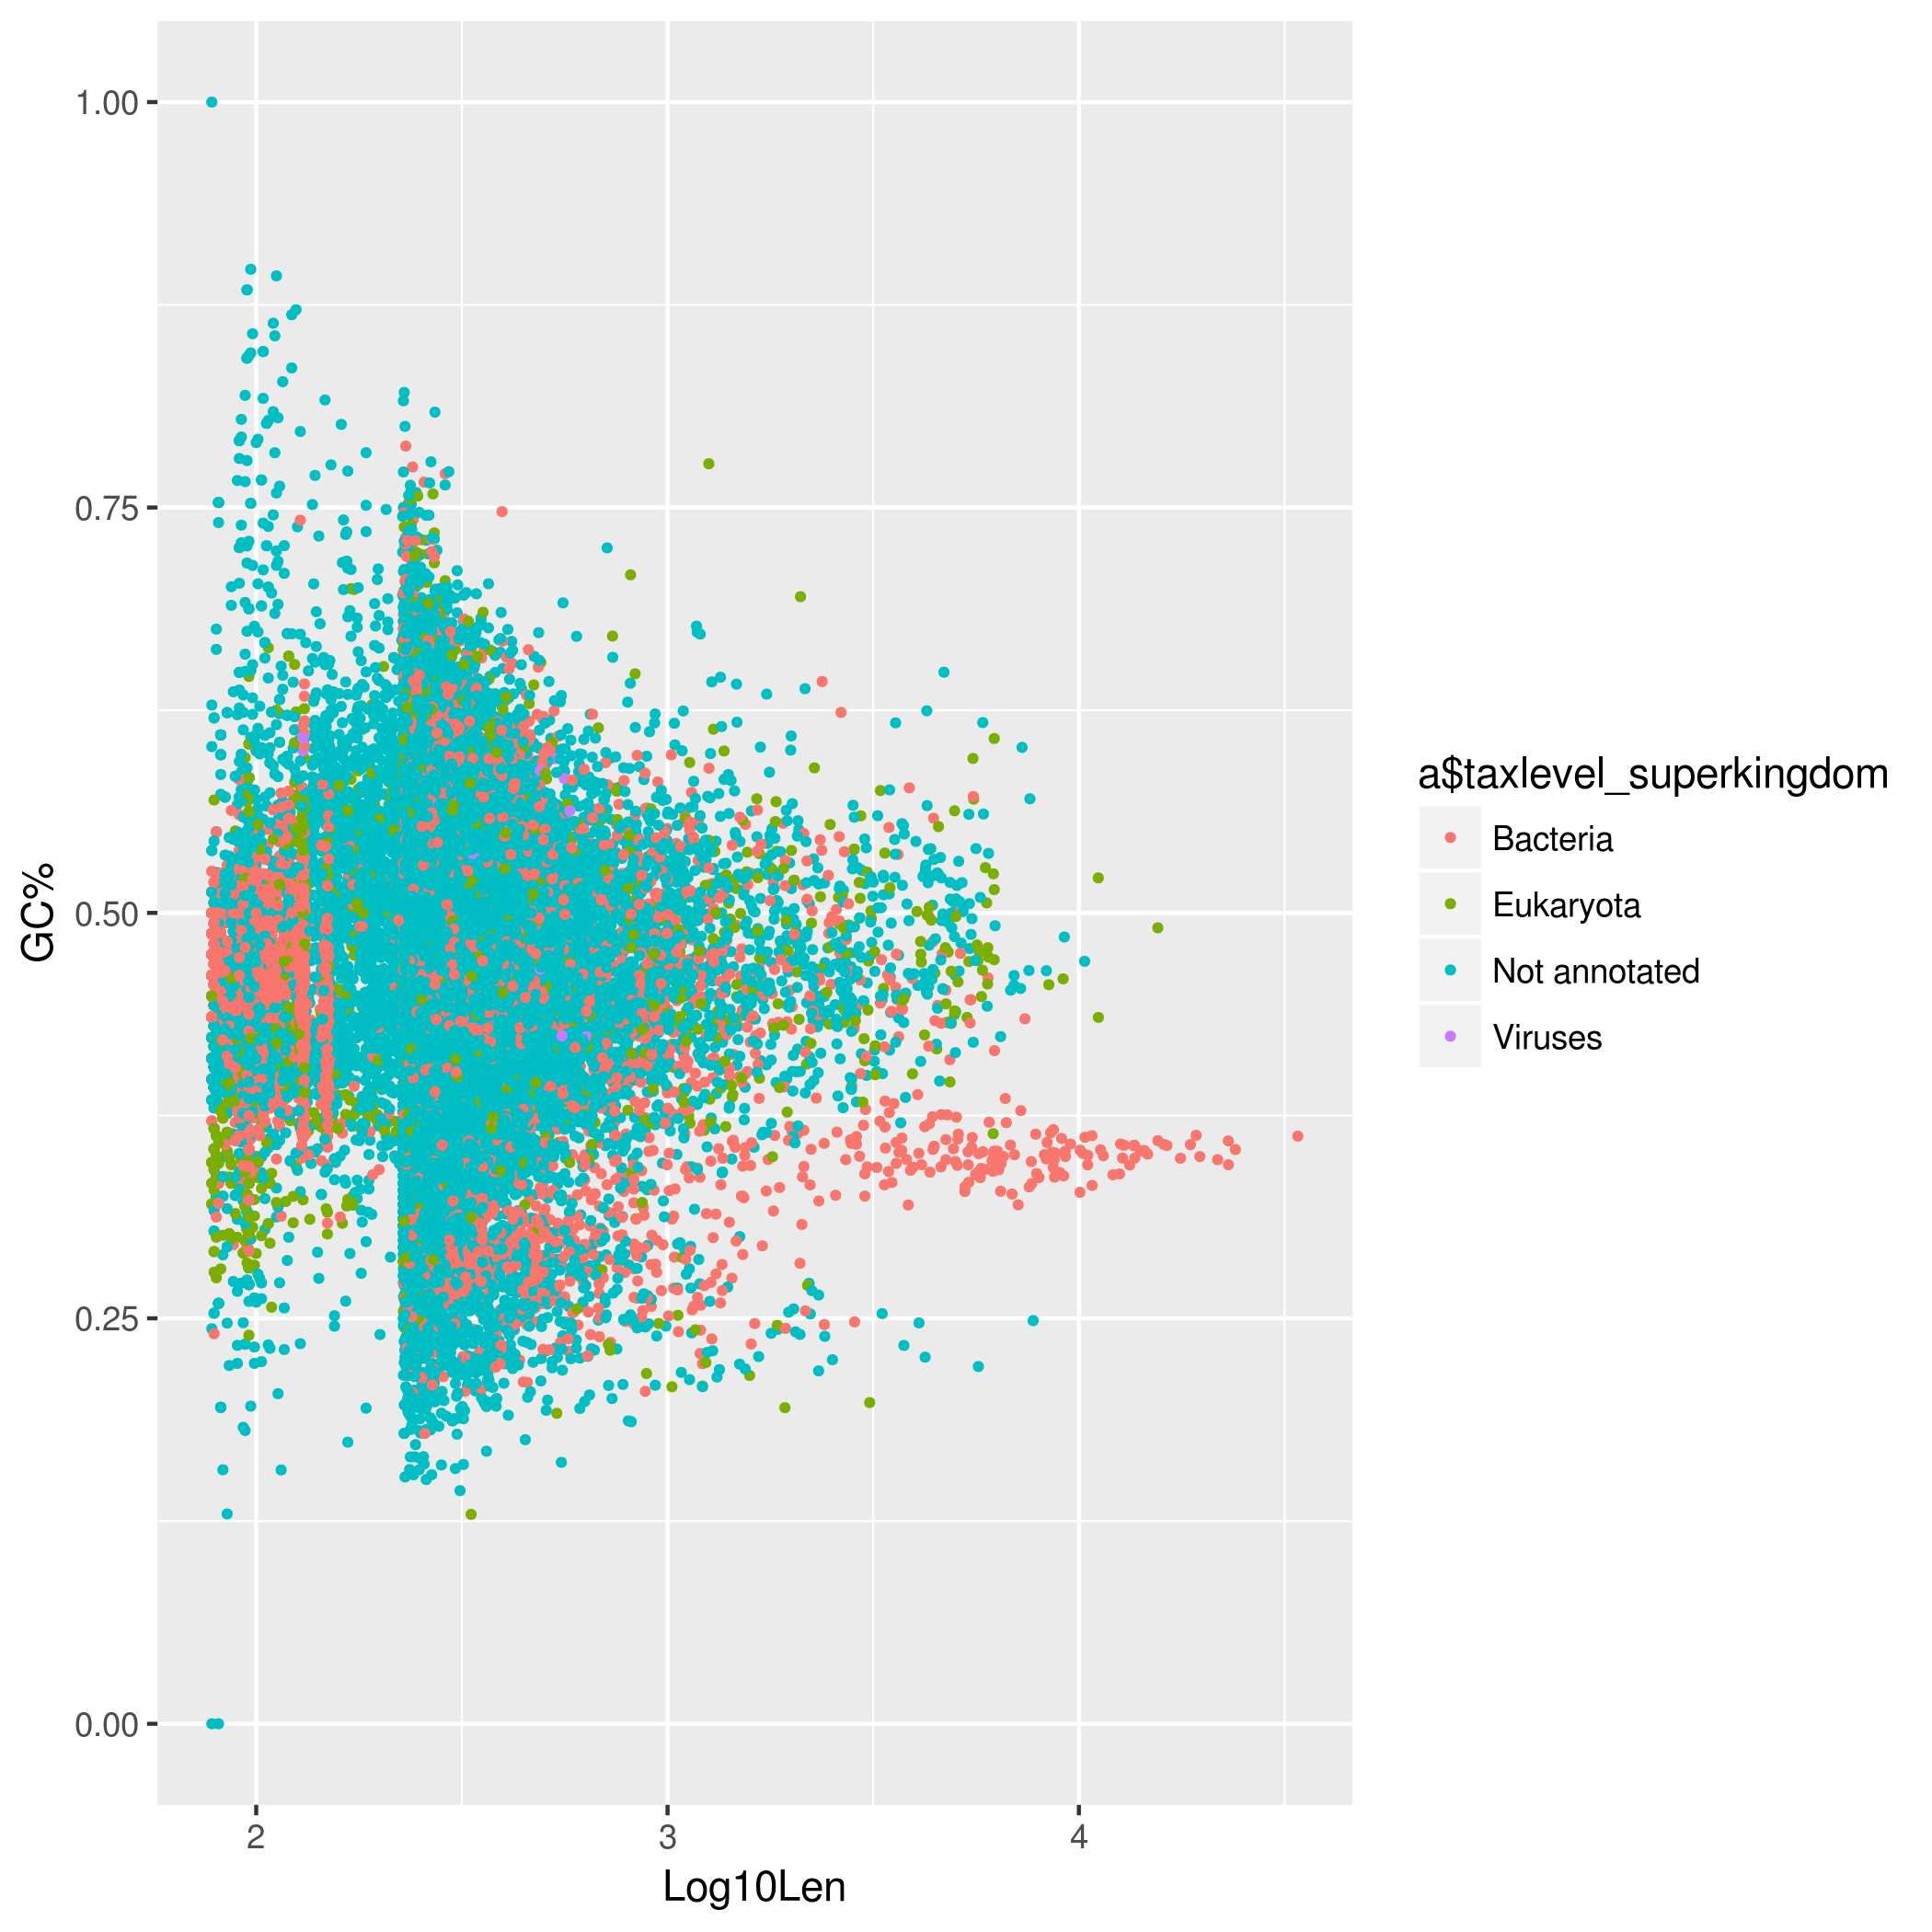 1.00
0.75
0.50
0.25
0.00
GC%
2
3
4
Log10Len
a$taxlevel_superkingdom
Bacteria
Eukaryota
Not annotated
Viruses